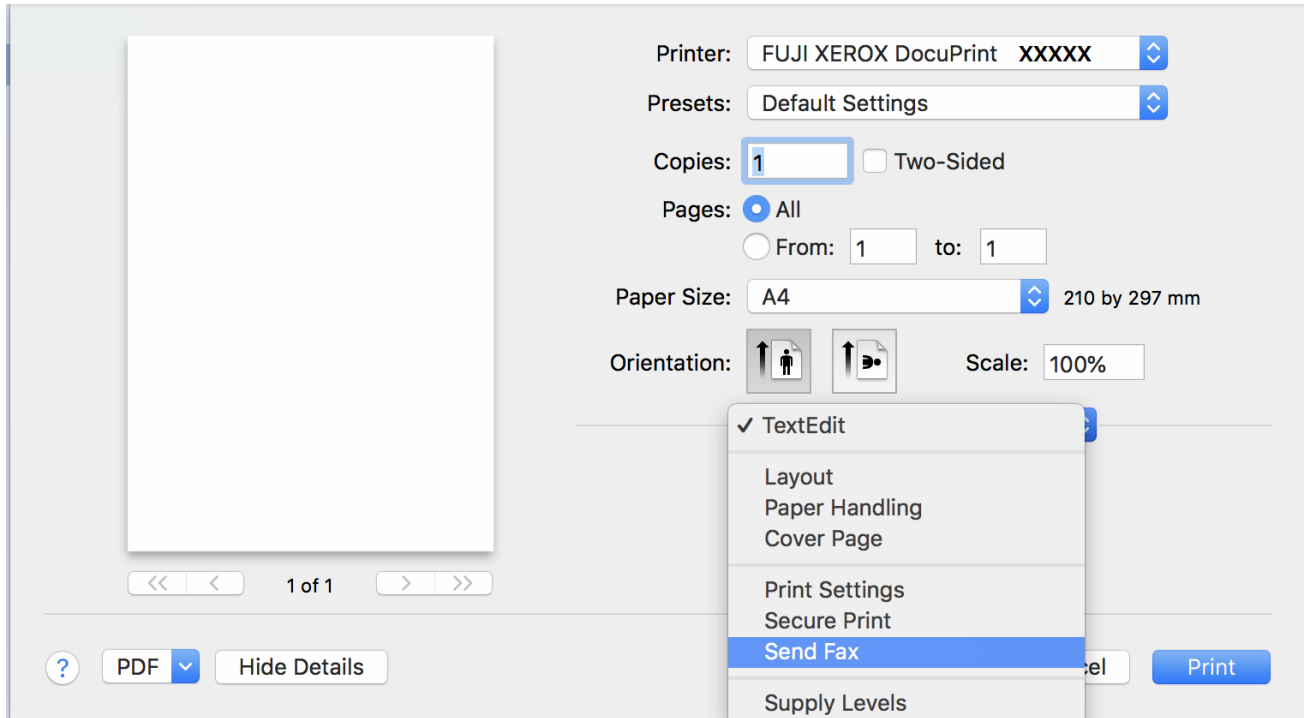 Printer: FUJI XEROX DocuPrint XXXXX
Presets: Default Settings
Copies: 1 Two-Sided
Pages: All
From: 1 to: 1
Paper Size: A4 210 by 297 mm
Orientation: Scale: 100%
✓ TextEdit
Layout
Paper Handling
Cover Page
Print Settings
Secure Print
Send Fax
Supply Levels
<< < 1 of 1 > >>
? PDF Hide Details Print